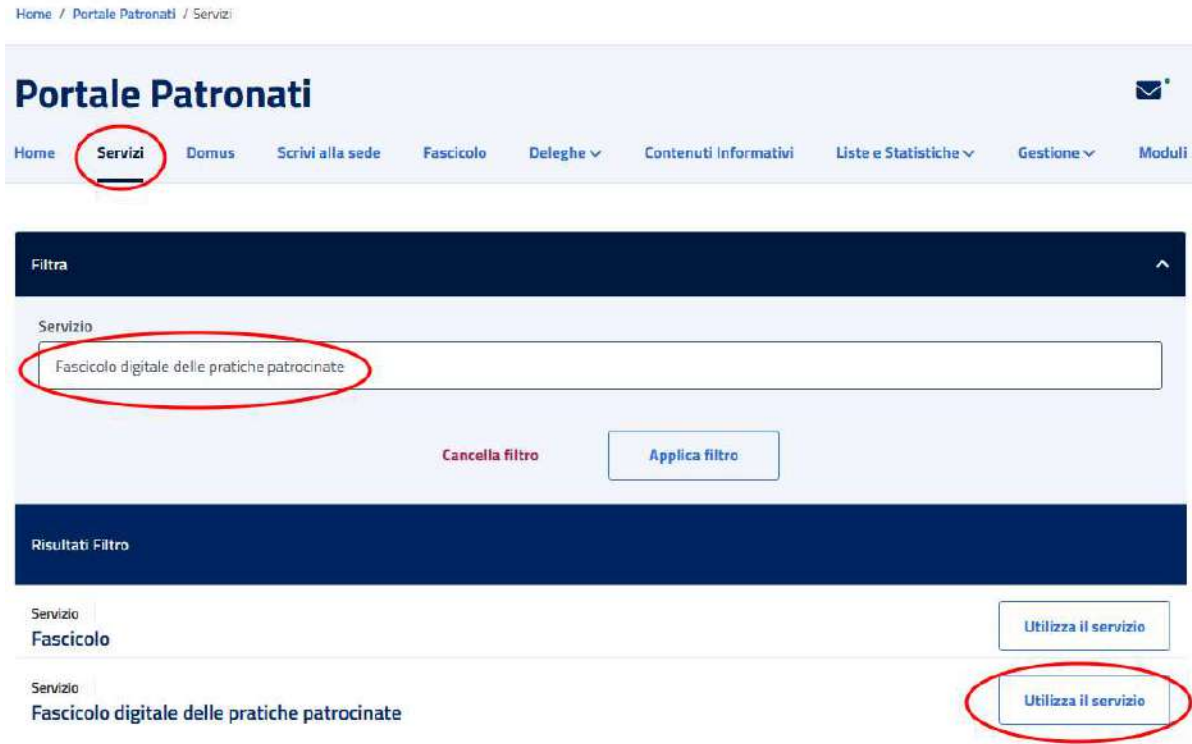 Home / Portale Patronati / Servizi
Portale Patronati
Home Servizi Domus Scrivi alla sede Fascicolo Deleghe Contenuti Informativi Liste e Statistiche Gestione Moduli
Filtra
Servizio
Fascicolo digitale delle pratiche patrocinate
Cancella filtro Applica filtro
Risultati Filtro
Servizio
Fascicolo Utilizza il servizio
Servizio
Fascicolo digitale delle pratiche patrocinate Utilizza il servizio